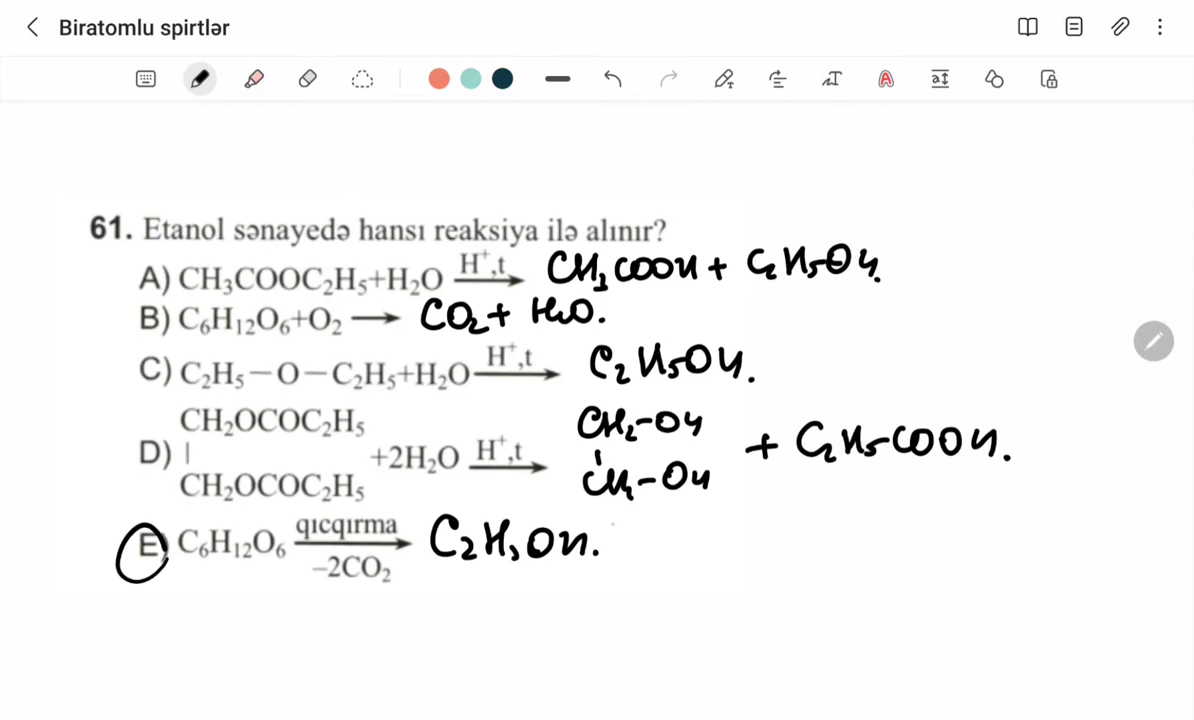 Biratomlu spirtlər
61. Etanol sənayedə hansı reaksiya ilə alınır?
A) CH₃COOC₂H₅+H₂O H⁺,t → CH₃COOH + C₂H₅OH.
B) C₆H₁₂O₆+O₂ → CO₂ + H₂O.
C) C₂H₅–O–C₂H₅+H₂O H⁺,t → C₂H₅OH.
CH₂OCOC₂H₅ CH₂-OH
D) | +2H₂O H⁺,t → | + C₂H₅-COOH.
CH₂OCOC₂H₅ CH₂-OH
E) C₆H₁₂O₆ qıcqırma → C₂H₅OH.
–2CO₂